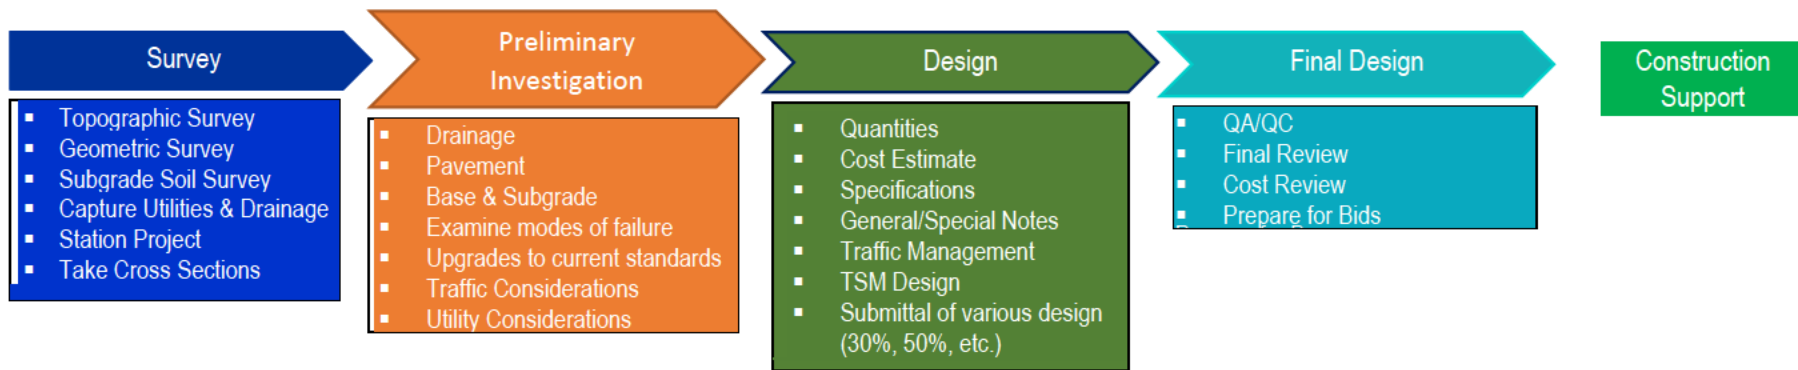 Survey
▪ Topographic Survey
▪ Geometric Survey
▪ Subgrade Soil Survey
▪ Capture Utilities & Drainage
▪ Station Project
▪ Take Cross Sections
Preliminary
Investigation
▪ Drainage
▪ Pavement
▪ Base & Subgrade
▪ Examine modes of failure
▪ Upgrades to current standards
▪ Traffic Considerations
▪ Utility Considerations
Design
▪ Quantities
▪ Cost Estimate
▪ Specifications
▪ General/Special Notes
▪ Traffic Management
▪ TSM Design
▪ Submittal of various design
(30%, 50%, etc.)
Final Design
▪ QA/QC
▪ Final Review
▪ Cost Review
▪ Prepare for Bids
Construction
Support